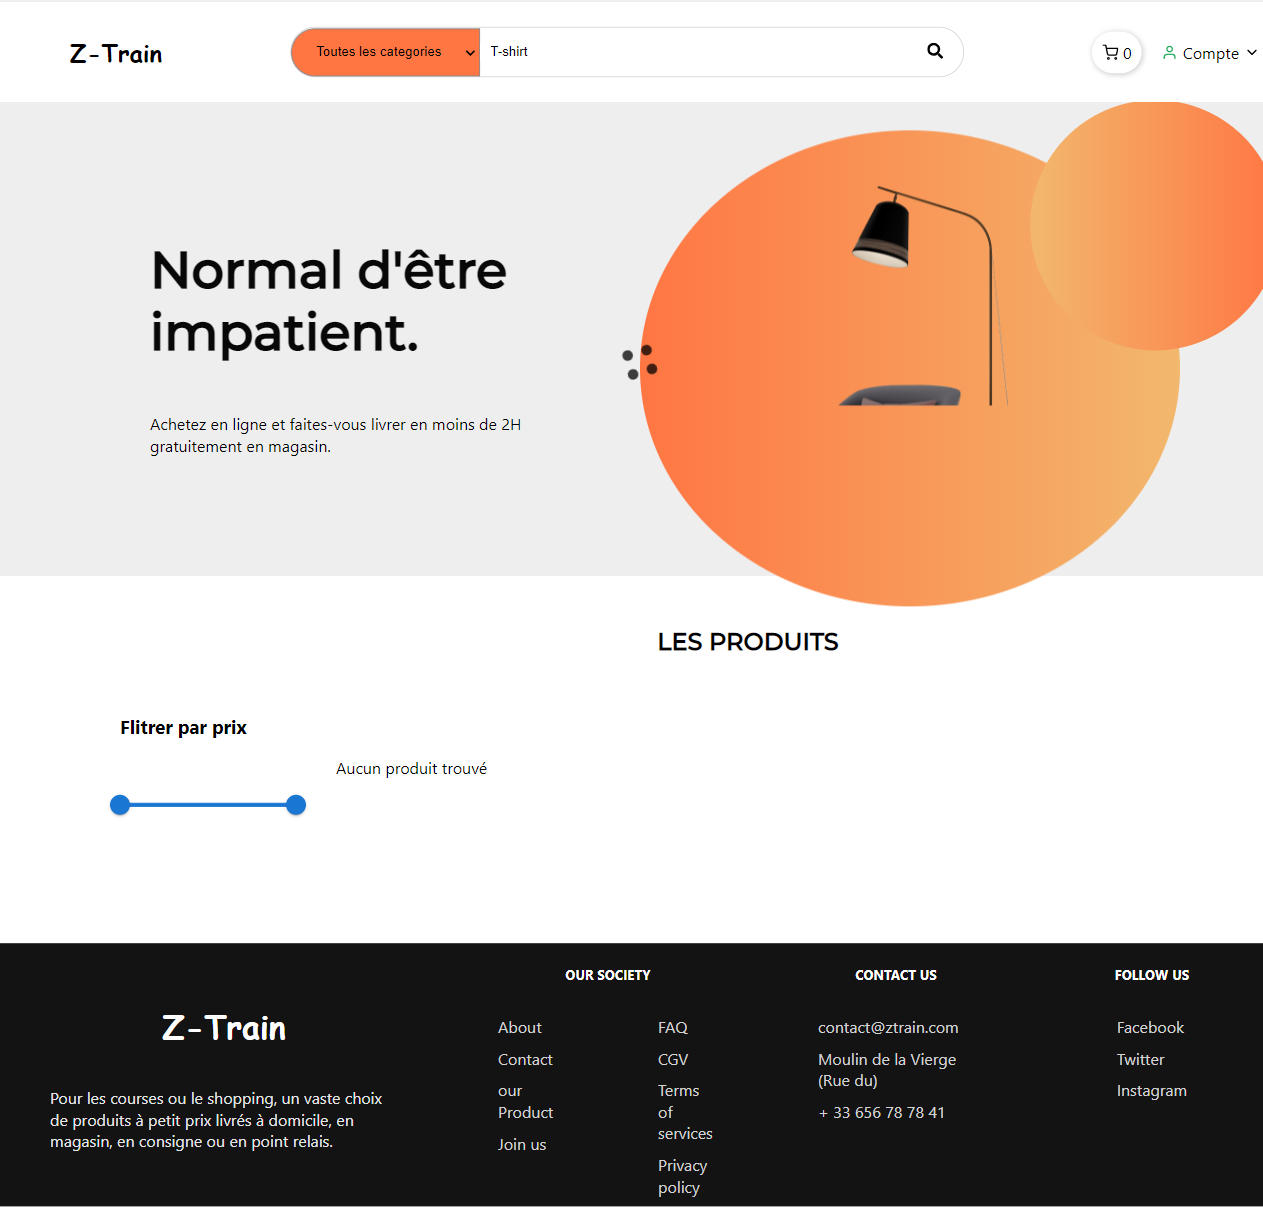 Z-Train
Toutes les categories
T-shirt
0
Compte
Normal d'être
impatient.
Achetez en ligne et faites-vous livrer en moins de 2H
gratuitement en magasin.
LES PRODUITS
Flitrer par prix
Aucun produit trouvé
Z-Train
Pour les courses ou le shopping, un vaste choix
de produits à petit prix livrés à domicile, en
magasin, en consigne ou en point relais.
OUR SOCIETY
About
Contact
our
Product
Join us
FAQ
CGV
Terms
of
services
Privacy
policy
CONTACT US
contact@ztrain.com
Moulin de la Vierge
(Rue du)
+ 33 656 78 78 41
FOLLOW US
Facebook
Twitter
Instagram